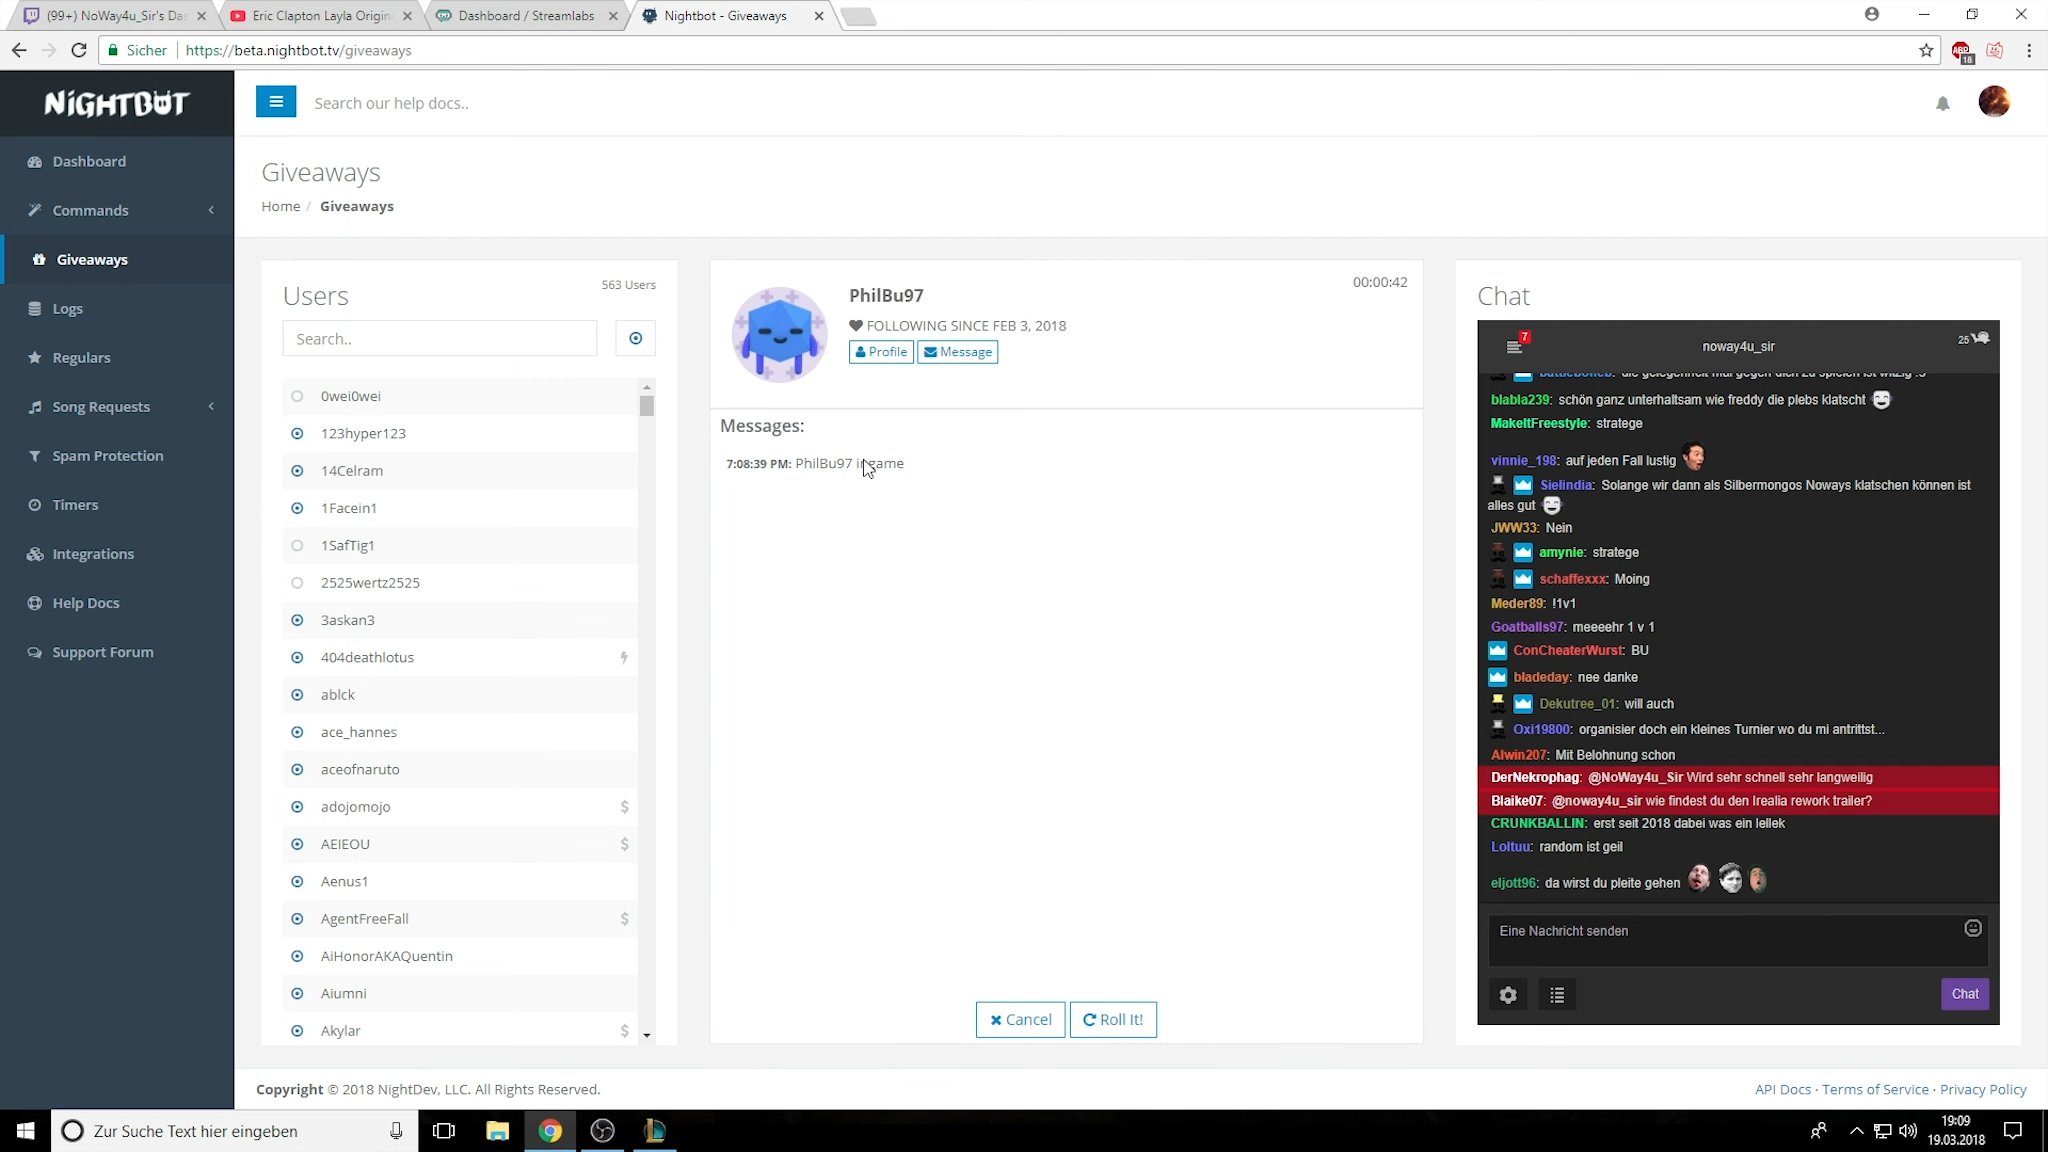 (99+) NoWay4u_Sir's Das
Eric Clapton Layla Origina
Dashboard / Streamlabs
Nightbot - Giveaways
Sicher
https://beta.nightbot.tv/giveaways
ABP
18
NiGHTBOT
Search our help docs..
Dashboard
Commands
Giveaways
Logs
Regulars
Song Requests
Spam Protection
Timers
Integrations
Help Docs
Support Forum
Giveaways
Home / Giveaways
Users
563 Users
Search..
0wei0wei
123hyper123
14Celram
1Facein1
1SafTig1
2525wertz2525
3askan3
404deathlotus
ablck
ace_hannes
aceofnaruto
adojomojo $
AEIEOU $
Aenus1
AgentFreeFall $
AiHonorAKAQuentin
Aiumni
Akylar $
PhilBu97
00:00:42
FOLLOWING SINCE FEB 3, 2018
Profile
Message
Messages:
7:08:39 PM: PhilBu97 ingame
Cancel
Roll It!
Chat
7
noway4u_sir
25
blabla239: schön ganz unterhaltsam wie freddy die plebs klatscht
MakeItFreestyle: stratege
vinnie_198: auf jeden Fall lustig
Sielindia: Solange wir dann als Silbermongos Noways klatschen können ist
alles gut
JWW33: Nein
amynie: stratege
schaffexxx: Moing
Meder89: !1v1
Goatballs97: meeeehr 1 v 1
ConCheaterWurst: BU
bladeday: nee danke
Dekutree_01: will auch
Oxi19800: organisier doch ein kleines Turnier wo du mi antrittst...
Alwin207: Mit Belohnung schon
DerNekrophag: @NoWay4u_Sir Wird sehr schnell sehr langweilig
Blaike07: @noway4u_sir wie findest du den Irealia rework trailer?
CRUNKBALLIN: erst seit 2018 dabei was ein lellek
Loltuu: random ist geil
eljott96: da wirst du pleite gehen
Eine Nachricht senden
Chat
Copyright © 2018 NightDev, LLC. All Rights Reserved.
API Docs · Terms of Service · Privacy Policy
Zur Suche Text hier eingeben
19:09
19.03.2018